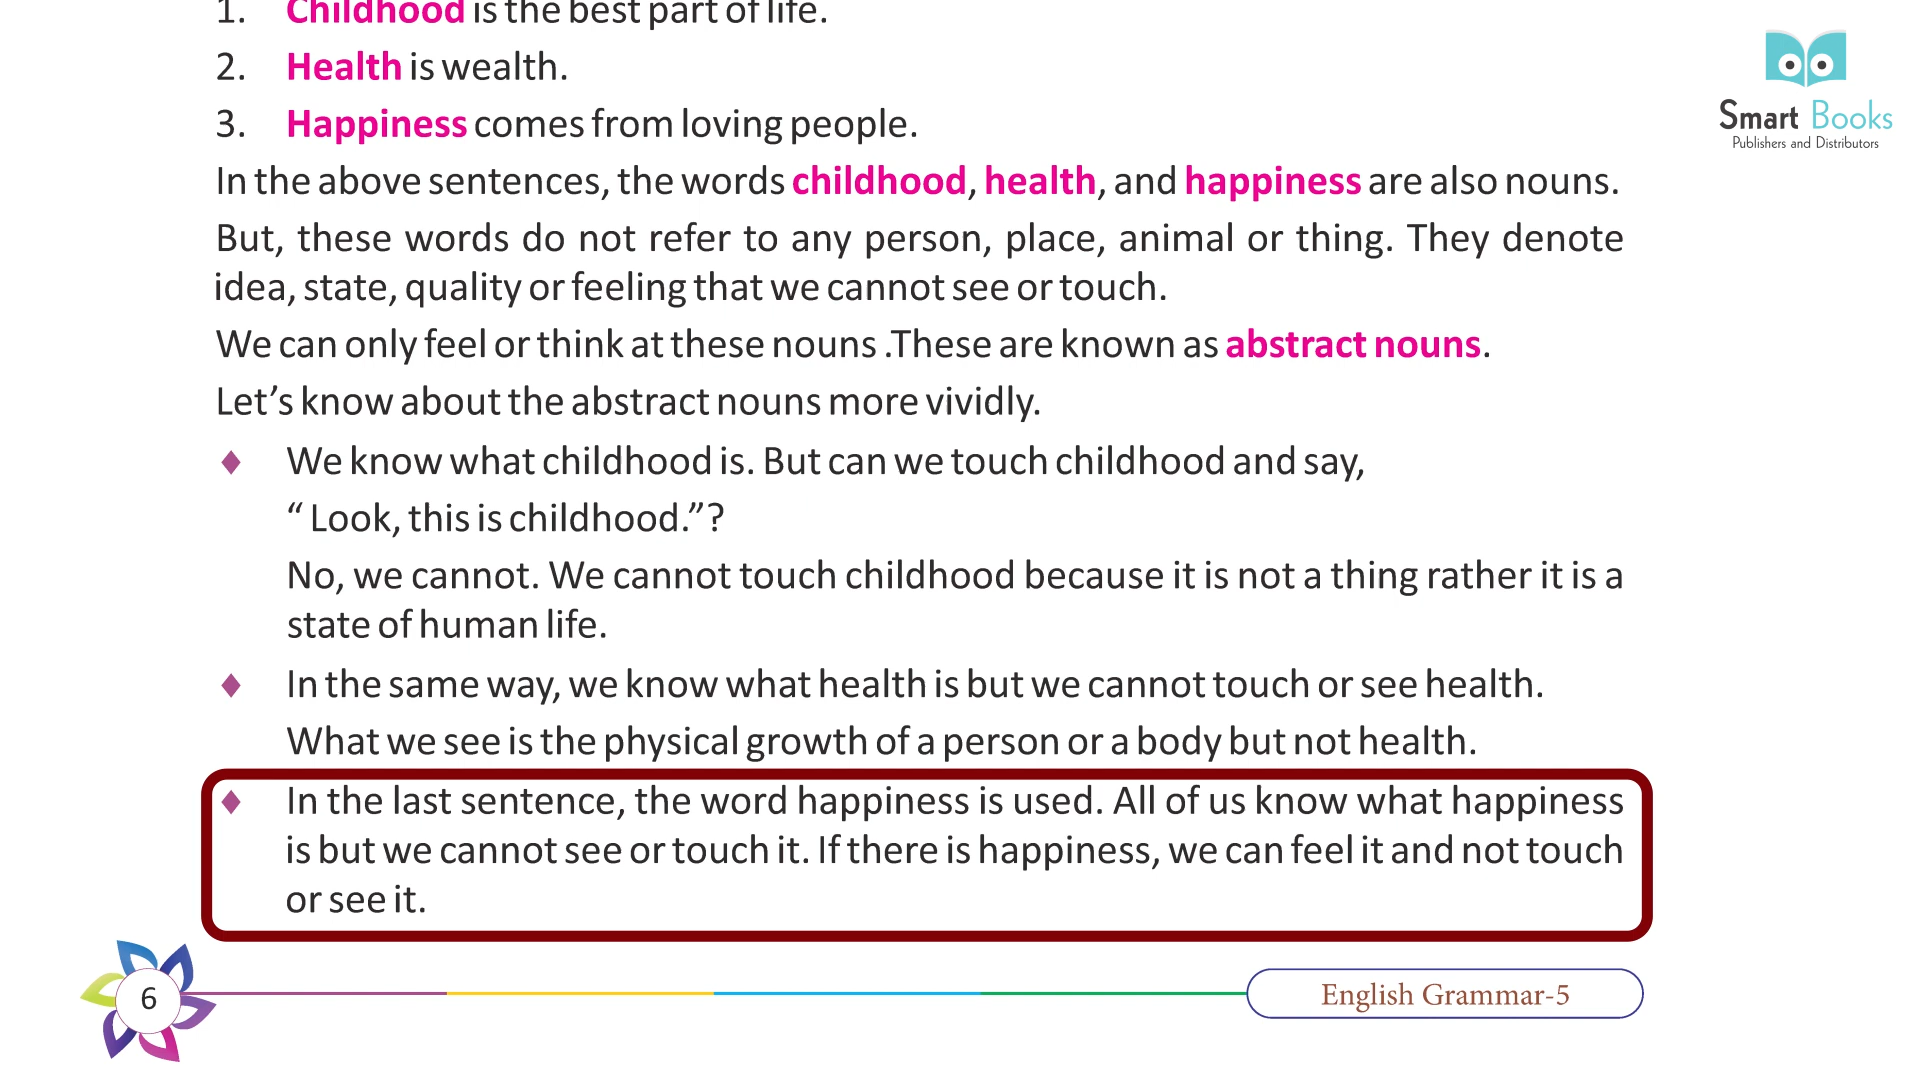 1. Childhood is the best part of life.
2. Health is wealth.
3. Happiness comes from loving people.
In the above sentences, the words childhood, health, and happiness are also nouns.
But, these words do not refer to any person, place, animal or thing. They denote
idea, state, quality or feeling that we cannot see or touch.
We can only feel or think at these nouns .These are known as abstract nouns.
Let’s know about the abstract nouns more vividly.
♦ We know what childhood is. But can we touch childhood and say,
“ Look, this is childhood.”?
No, we cannot. We cannot touch childhood because it is not a thing rather it is a
state of human life.
♦ In the same way, we know what health is but we cannot touch or see health.
What we see is the physical growth of a person or a body but not health.
♦ In the last sentence, the word happiness is used. All of us know what happiness
is but we cannot see or touch it. If there is happiness, we can feel it and not touch
or see it.
6
English Grammar-5
Smart Books
Publishers and Distributors